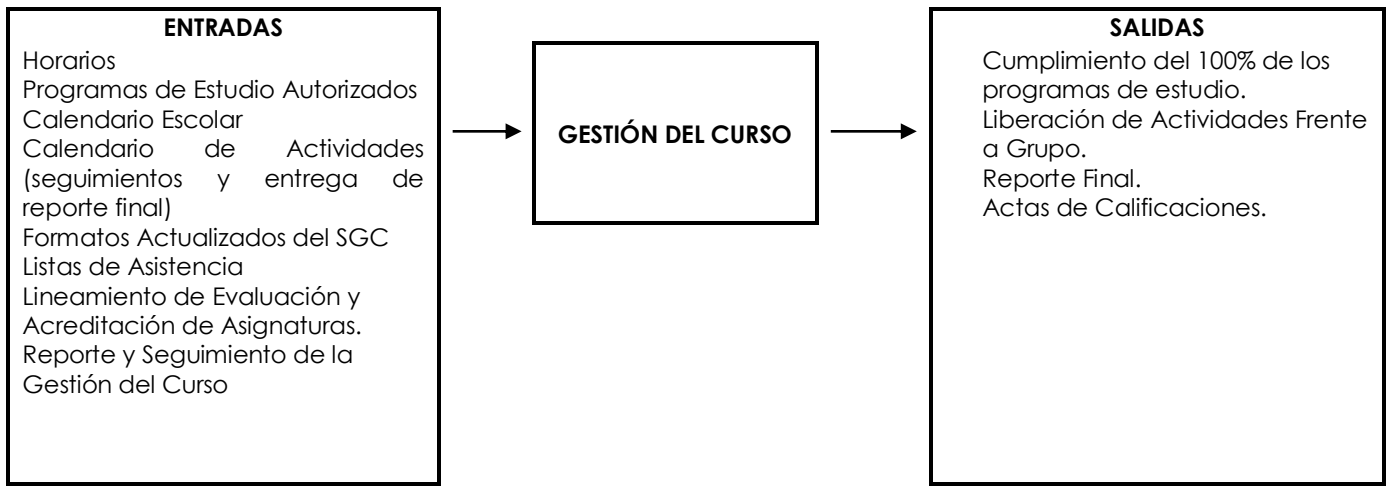 ENTRADAS
Horarios
Programas de Estudio Autorizados
Calendario Escolar
Calendario de Actividades
(seguimientos y entrega de
reporte final)
Formatos Actualizados del SGC
Listas de Asistencia
Lineamiento de Evaluación y
Acreditación de Asignaturas.
Reporte y Seguimiento de la
Gestión del Curso
GESTIÓN DEL CURSO
SALIDAS
Cumplimiento del 100% de los
programas de estudio.
Liberación de Actividades Frente
a Grupo.
Reporte Final.
Actas de Calificaciones.